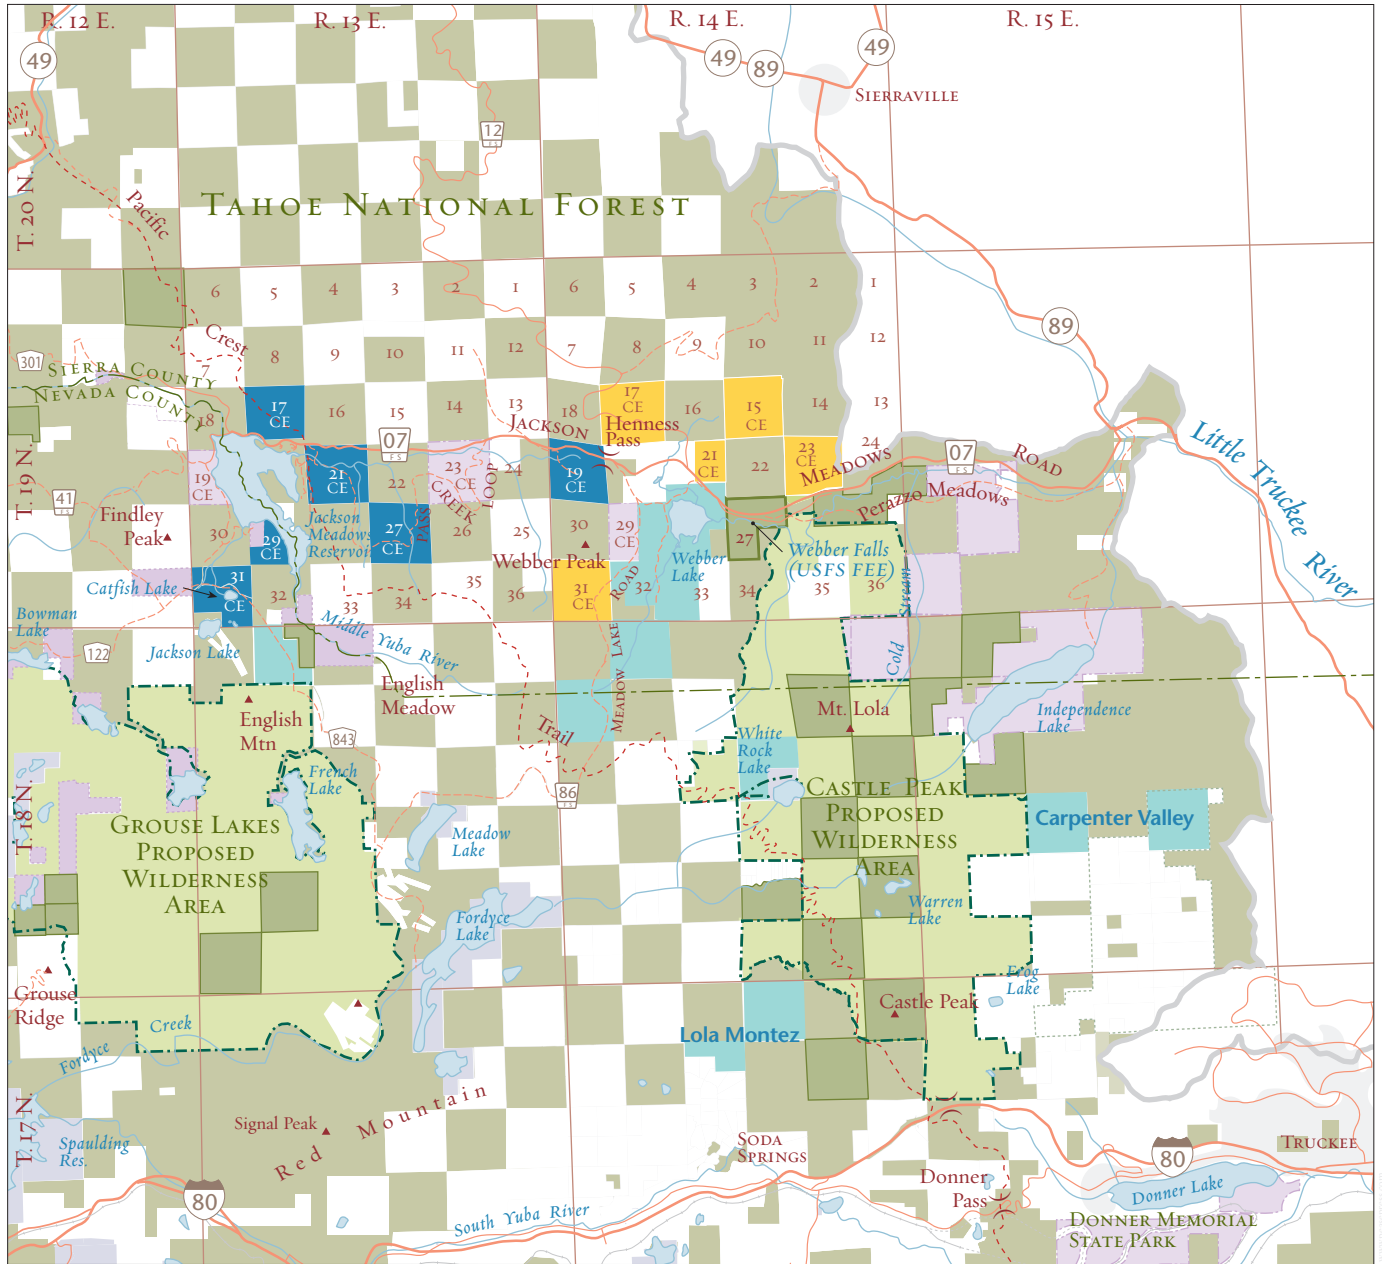 R. 12 E.
R. 13 E.
R. 14 E.
R. 15 E.
49
49
89
49
SIERRAVILLE
12
FS
T. 20 N.
Pacific
TAHOE NATIONAL FOREST
6
5
4
3
2
1
6
5
4
3
2
1
89
Crest
7
8
9
10
11
12
7
8
9
10
11
12
301
SIERRA COUNTY
NEVADA COUNTY
18
17
CE
16
15
14
13
18
17
CE
16
15
CE
14
13
JACKSON
Henness
Pass
07
FS
MEADOWS
24
07
FS
ROAD
Little Truckee River
T. 19 N.
19
CE
21
CE
22
23
CE
24
19
CE
21
CE
22
23
CE
PASS
CREEK
LOOP
Perazzo Meadows
41
FS
Findley
Peak
30
29
CE
Jackson
Meadows
Reservoir
27
CE
26
25
30
29
CE
27
Webber Peak
Webber
Lake
Webber Falls
(USFS FEE)
Catfish Lake
31
CE
32
33
34
35
36
31
CE
32
33
34
35
36
ROAD
MEADOW LAKE
Cold
Stream
Bowman
Lake
122
Jackson Lake
Middle Yuba River
English
Meadow
English
Mtn
843
Trail
Mt. Lola
Independence
Lake
White
Rock
Lake
French
Lake
86
FS
T. 18 N.
GROUSE LAKES
PROPOSED
WILDERNESS
AREA
Meadow
Lake
CASTLE PEAK
PROPOSED
WILDERNESS
AREA
Carpenter Valley
Warren
Lake
Fordyce
Lake
Grouse
Ridge
Frog
Lake
Castle Peak
Fordyce
Creek
Lola Montez
T. 17 N.
Signal Peak
Red Mountain
Spaulding
Res.
SODA
SPRINGS
80
TRUCKEE
80
Donner
Pass
Donner Lake
South Yuba River
DONNER MEMORIAL
STATE PARK